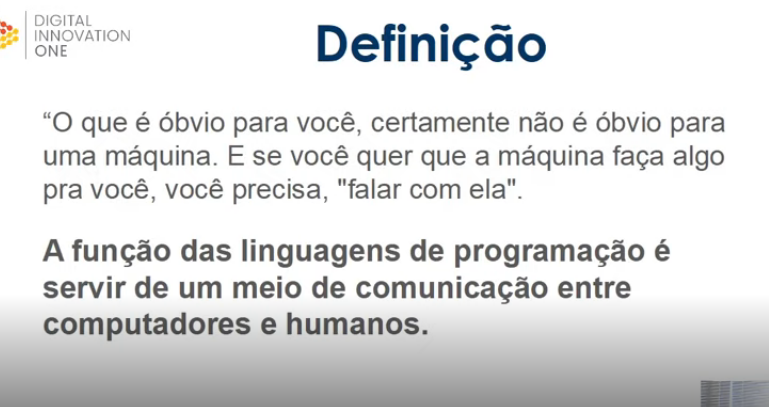 DIGITAL
INNOVATION
ONE
Definição
“O que é óbvio para você, certamente não é óbvio para
uma máquina. E se você quer que a máquina faça algo
pra você, você precisa, "falar com ela".
A função das linguagens de programação é
servir de um meio de comunicação entre
computadores e humanos.